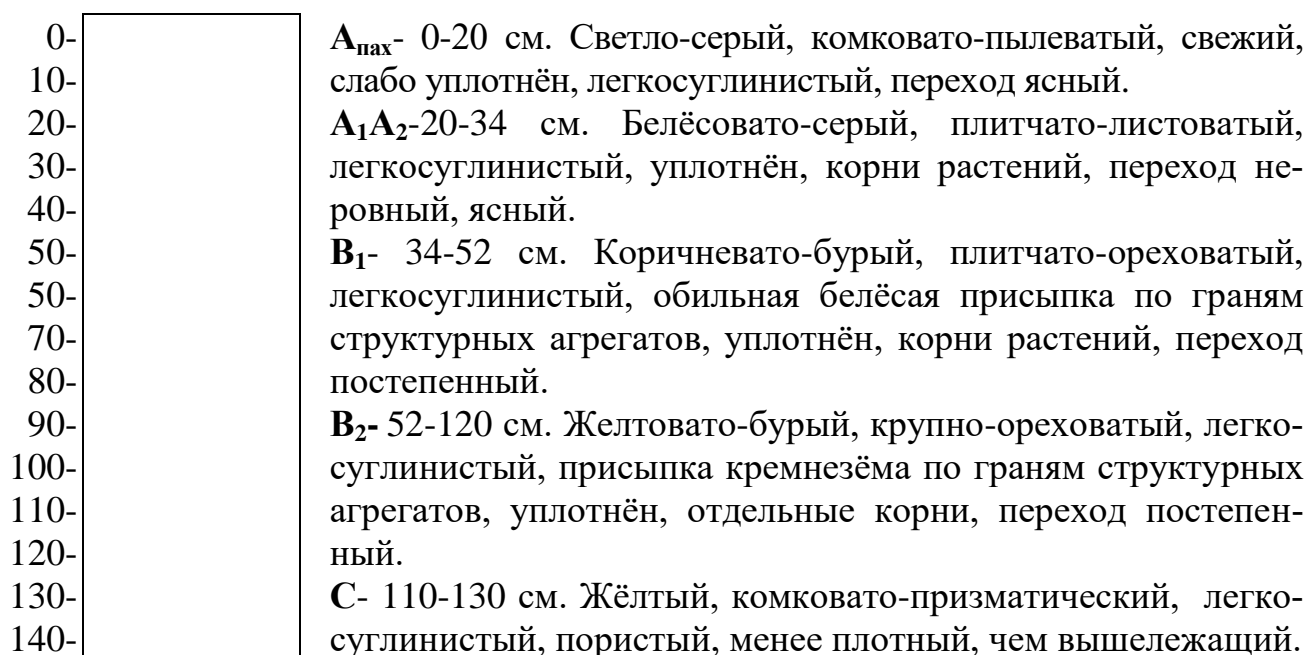 0- Aпах- 0-20 см. Светло-серый, комковато-пылеватый, свежий,
10- слабо уплотнён, легкосуглинистый, переход ясный.
20- A1A2-20-34 см. Белёсовато-серый, плитчато-листоватый,
30- легкосуглинистый, уплотнён, корни растений, переход не-
40- ровный, ясный.
50- B1- 34-52 см. Коричневато-бурый, плитчато-ореховатый,
50- легкосуглинистый, обильная белёсая присыпка по граням
70- структурных агрегатов, уплотнён, корни растений, переход
80- постепенный.
90- B2- 52-120 см. Желтовато-бурый, крупно-ореховатый, легко-
100- суглинистый, присыпка кремнезёма по граням структурных
110- агрегатов, уплотнён, отдельные корни, переход постепен-
120- ный.
130- С- 110-130 см. Жёлтый, комковато-призматический, легко-
140- суглинистый, пористый, менее плотный, чем вышележащий.